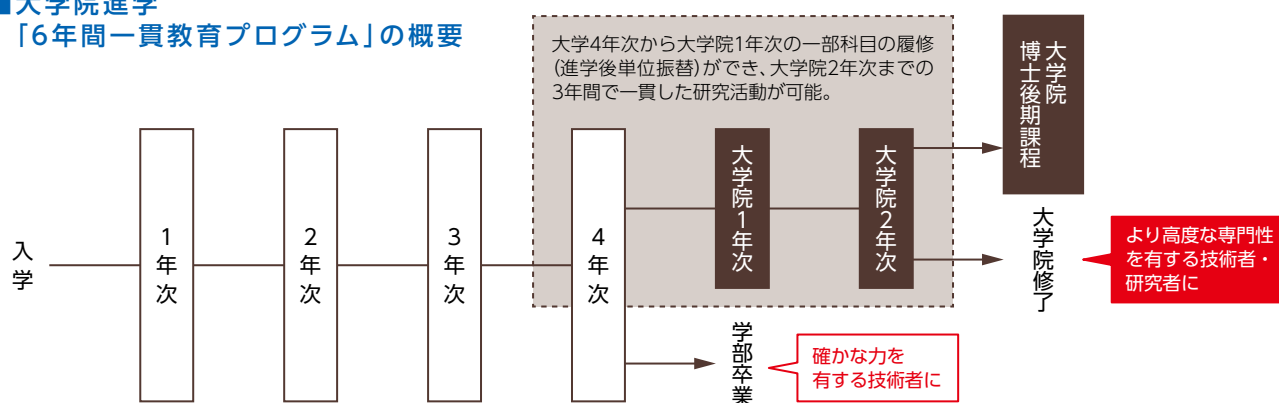 ■大学院進学
「6年間一貫教育プログラム」の概要
大学4年次から大学院1年次の一部科目の履修
(進学後単位振替)ができ、大学院2年次までの
3年間で一貫した研究活動が可能。
入学
1年次
2年次
3年次
4年次
大学院1年次
大学院2年次
大学院
博士後期課程
大学院修了
より高度な専門性
を有する技術者・
研究者に
学部卒業
確かな力を
有する技術者に